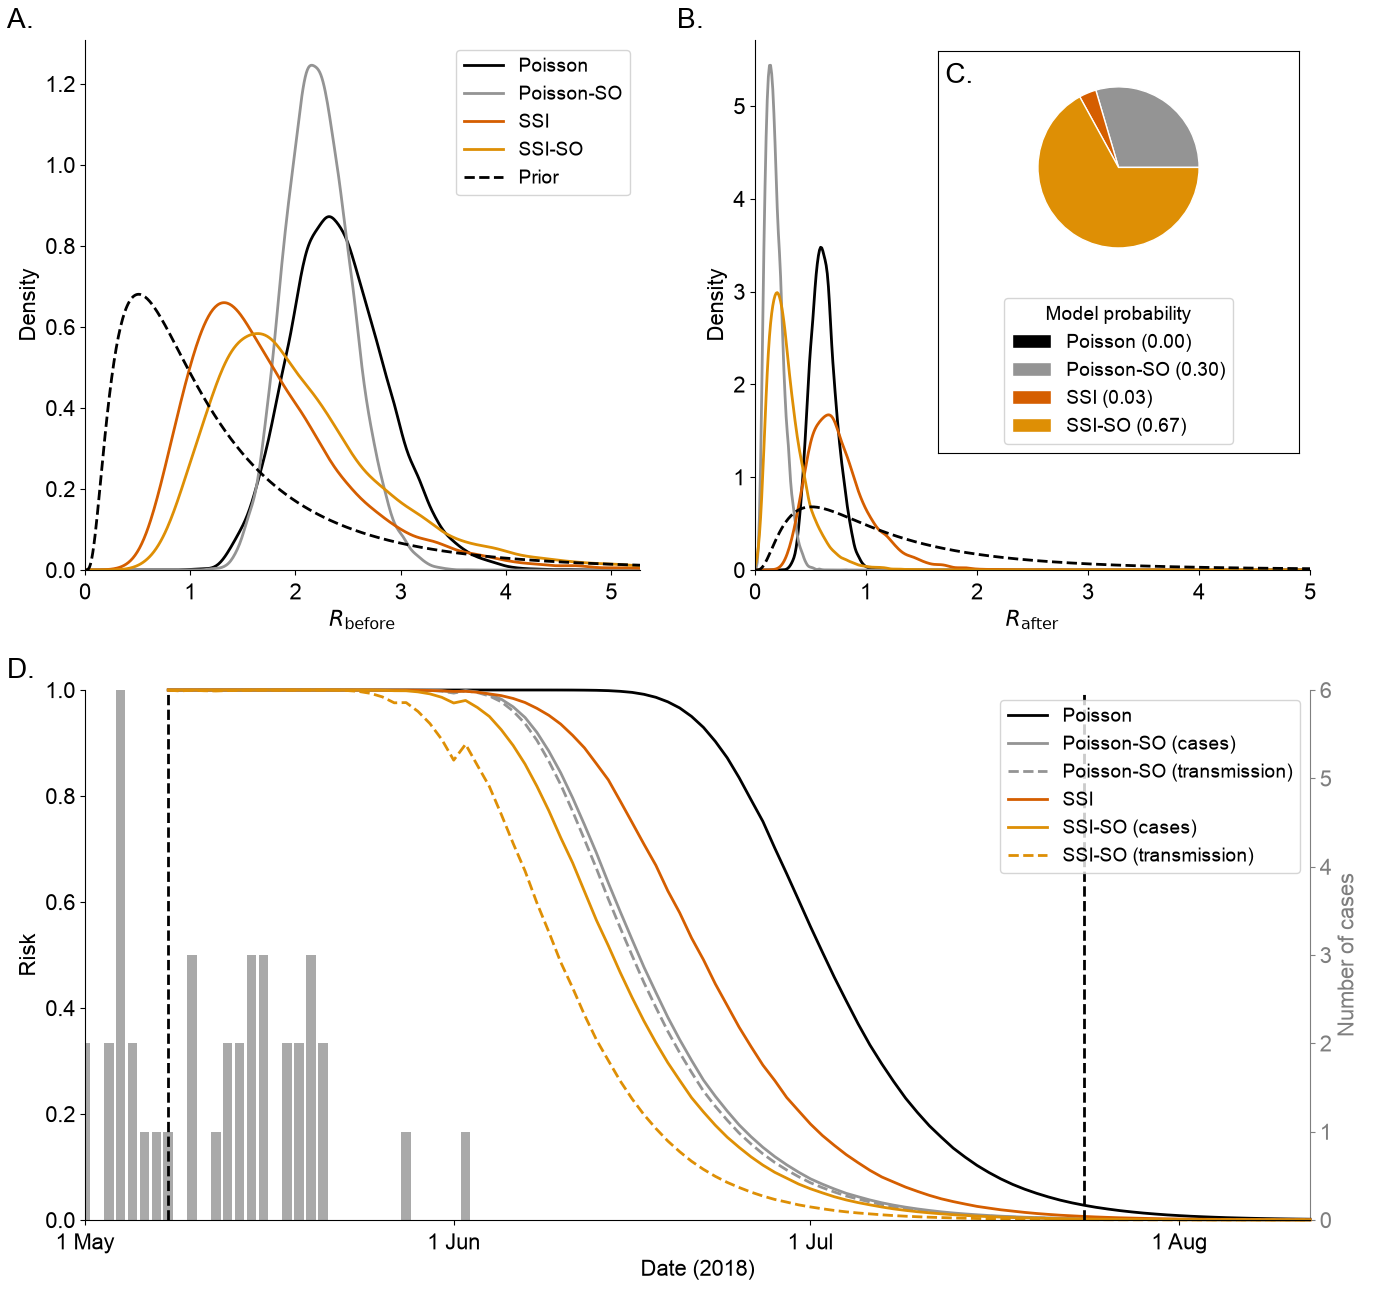 A.
1.2
1.0
0.8
0.6
0.4
0.2
0.0
Density
0
1
2
3
4
5
R before
Poisson
Poisson-SO
SSI
SSI-SO
Prior
B.
5
4
3
2
1
0
Density
0
1
2
3
4
5
R after
C.
Model probability
Poisson (0.00)
Poisson-SO (0.30)
SSI (0.03)
SSI-SO (0.67)
D.
1.0
0.8
0.6
0.4
0.2
0.0
Risk
1 May
1 Jun
1 Jul
1 Aug
Date (2018)
Poisson
Poisson-SO (cases)
Poisson-SO (transmission)
SSI
SSI-SO (cases)
SSI-SO (transmission)
6
5
4
3
2
1
0
Number of cases